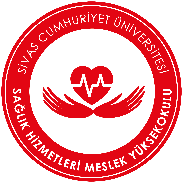 SİVAS CUMHURİYET ÜNİVERSİTESİ
SAĞLIK HİZMETLERİ MESLEK YÜKSEKOKULU